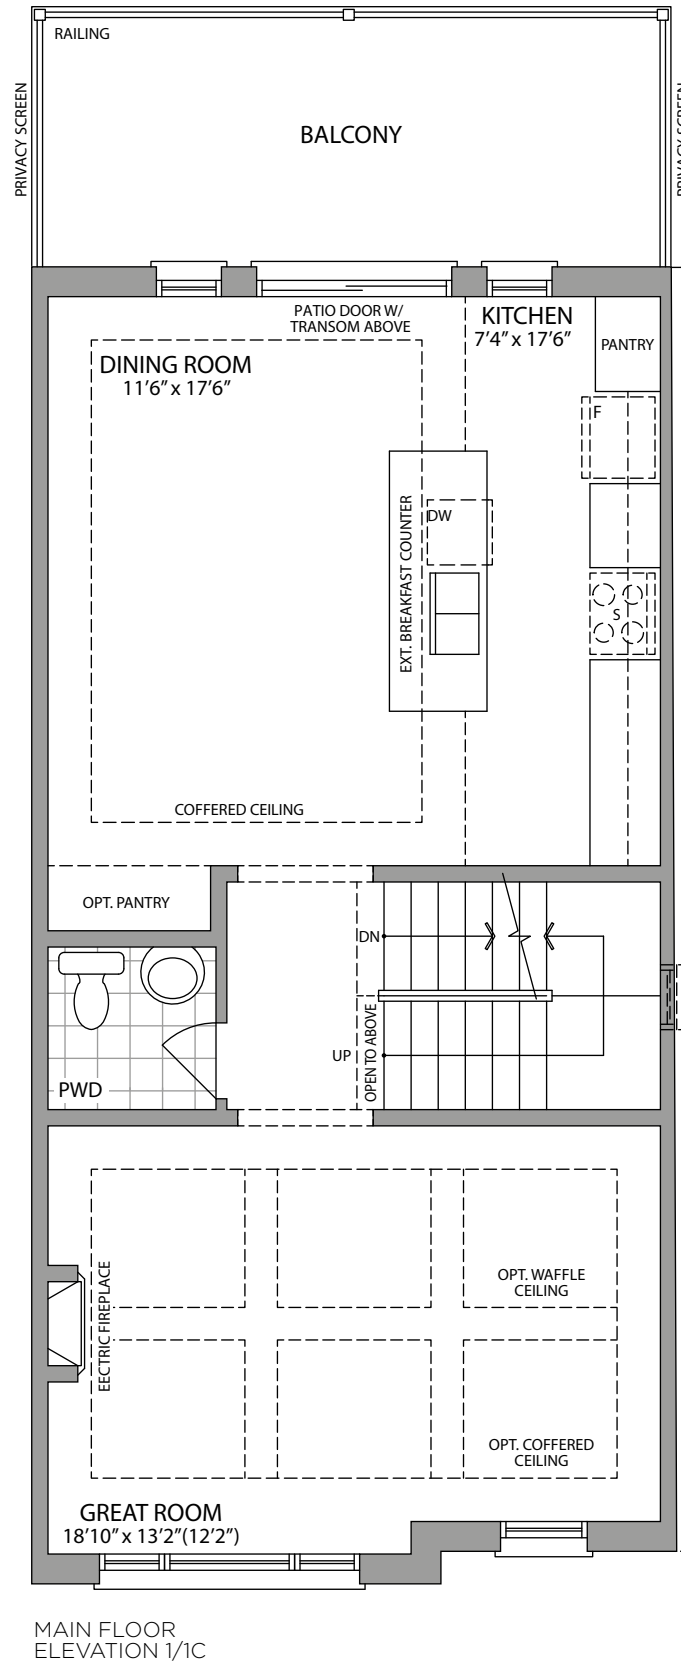 RAILING
PRIVACY SCREEN
PRIVACY SCREEN
BALCONY
PATIO DOOR W/
TRANSOM ABOVE
KITCHEN
7'4" x 17'6"
PANTRY
DINING ROOM
11'6" x 17'6"
F
DW
EXT. BREAKFAST COUNTER
S
COFFERED CEILING
OPT. PANTRY
DN
UP
OPEN TO ABOVE
PWD
EECTRIC FIREPLACE
OPT. WAFFLE
CEILING
OPT. COFFERED
CEILING
GREAT ROOM
18'10" x 13'2"(12'2")
MAIN FLOOR
ELEVATION 1/1C